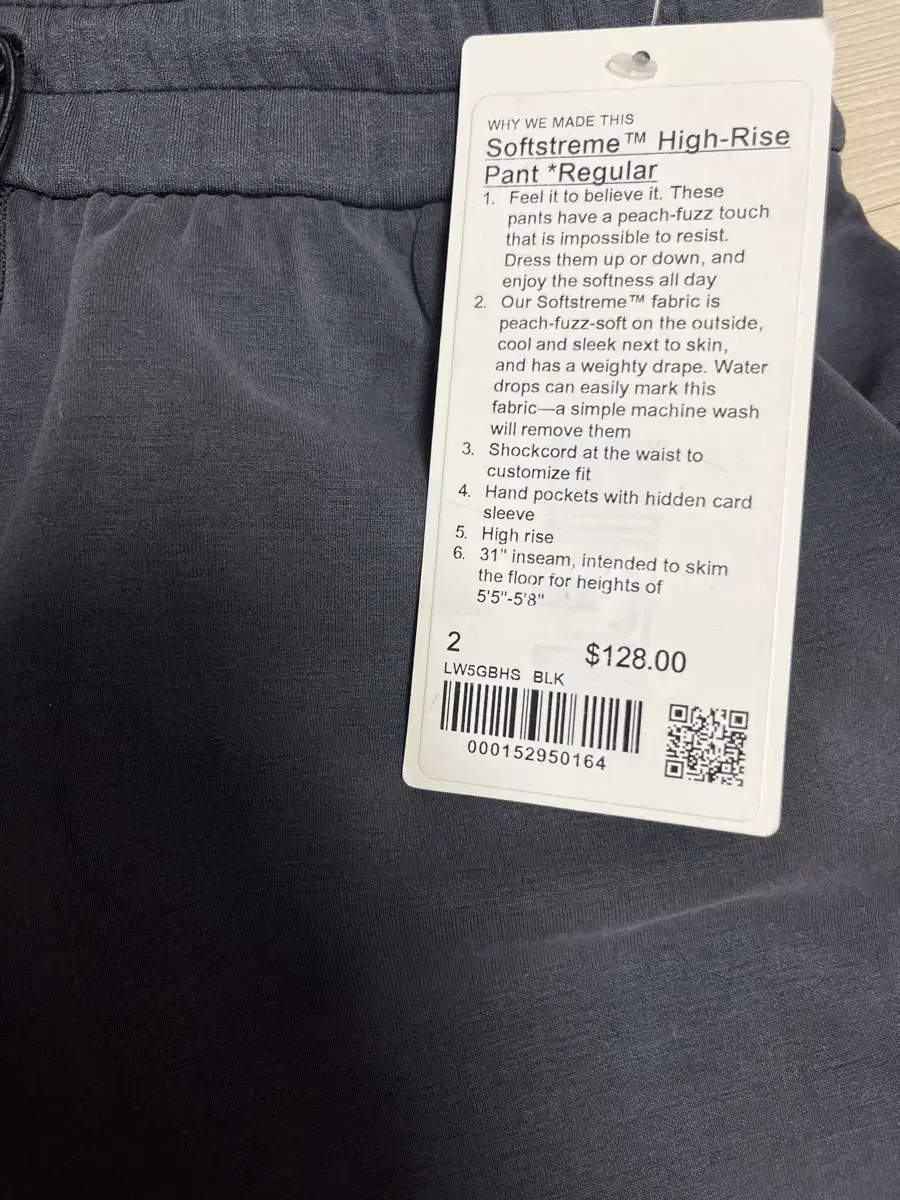 WHY WE MADE THIS
Softstreme™ High-Rise
Pant *Regular
1. Feel it to believe it. These
pants have a peach-fuzz touch
that is impossible to resist.
Dress them up or down, and
enjoy the softness all day
2. Our Softstreme™ fabric is
peach-fuzz-soft on the outside,
cool and sleek next to skin,
and has a weighty drape. Water
drops can easily mark this
fabric—a simple machine wash
will remove them
3. Shockcord at the waist to
customize fit
4. Hand pockets with hidden card
sleeve
5. High rise
6. 31" inseam, intended to skim
the floor for heights of
5'5"-5'8"
2
$128.00
LW5GBHS BLK
000152950164